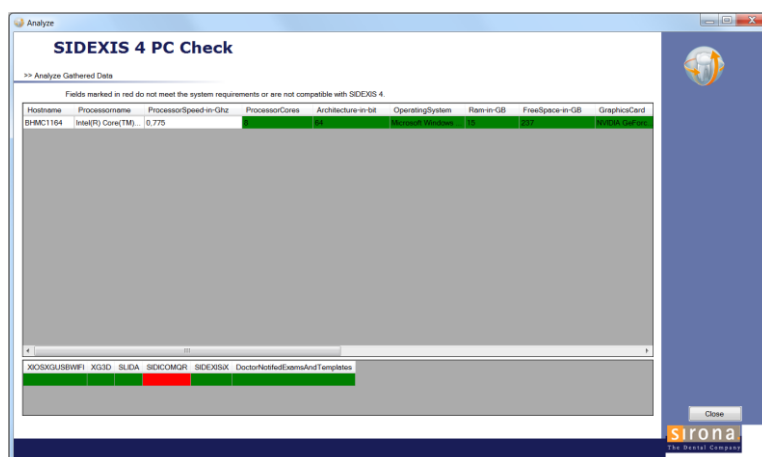 Analyze
SIDEXIS 4 PC Check
>> Analyze Gathered Data
Fields marked in red do not meet the system requirements or are not compatible with SIDEXIS 4.
Hostname Processorname ProcessorSpeed-in-Ghz ProcessorCores Architecture-in-bit OperatingSystem Ram-in-GB FreeSpace-in-GB GraphicsCard
BHMC1164 Intel(R) Core(TM)... 0,775 64 Microsoft Windows ... 15 237 NVIDIA GeForc...
XIOSXGUSBWIFI XG3D SLIDA SIDICOMQR SIDEXISiX DoctorNotifedExamsAndTemplates
Close
sirona
The Dental Company